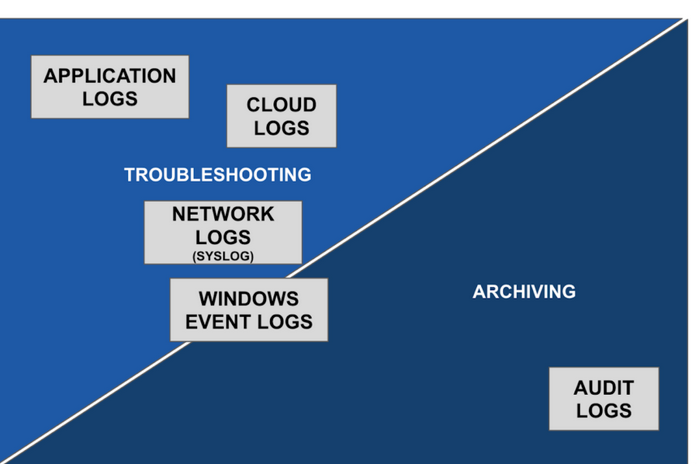 APPLICATION
LOGS
CLOUD
LOGS
TROUBLESHOOTING
NETWORK
LOGS
(SYSLOG)
WINDOWS
EVENT LOGS
ARCHIVING
AUDIT
LOGS